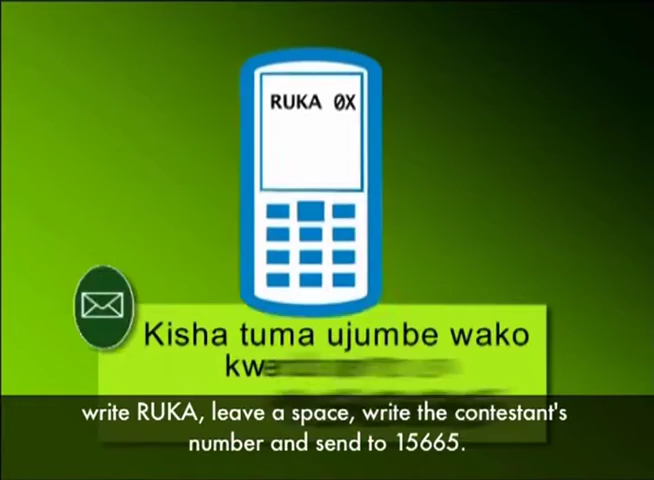 RUKA 0X
Kisha tuma ujumbe wako
write RUKA, leave a space, write the contestant's
number and send to 15665.